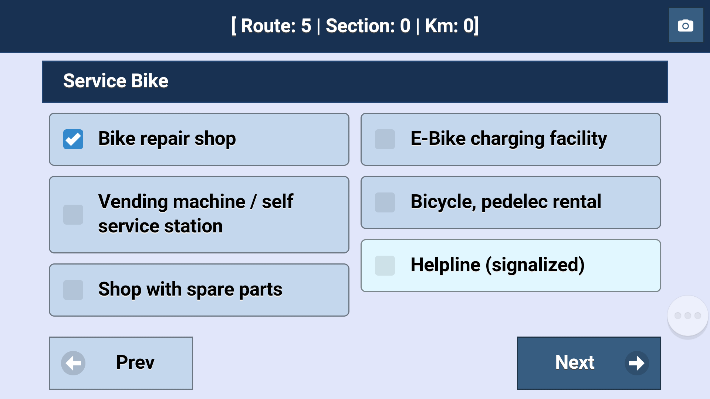 [ Route: 5 | Section: 0 | Km: 0]
Service Bike
Bike repair shop
E-Bike charging facility
Vending machine / self
service station
Bicycle, pedelec rental
Helpline (signalized)
Shop with spare parts
Prev
Next